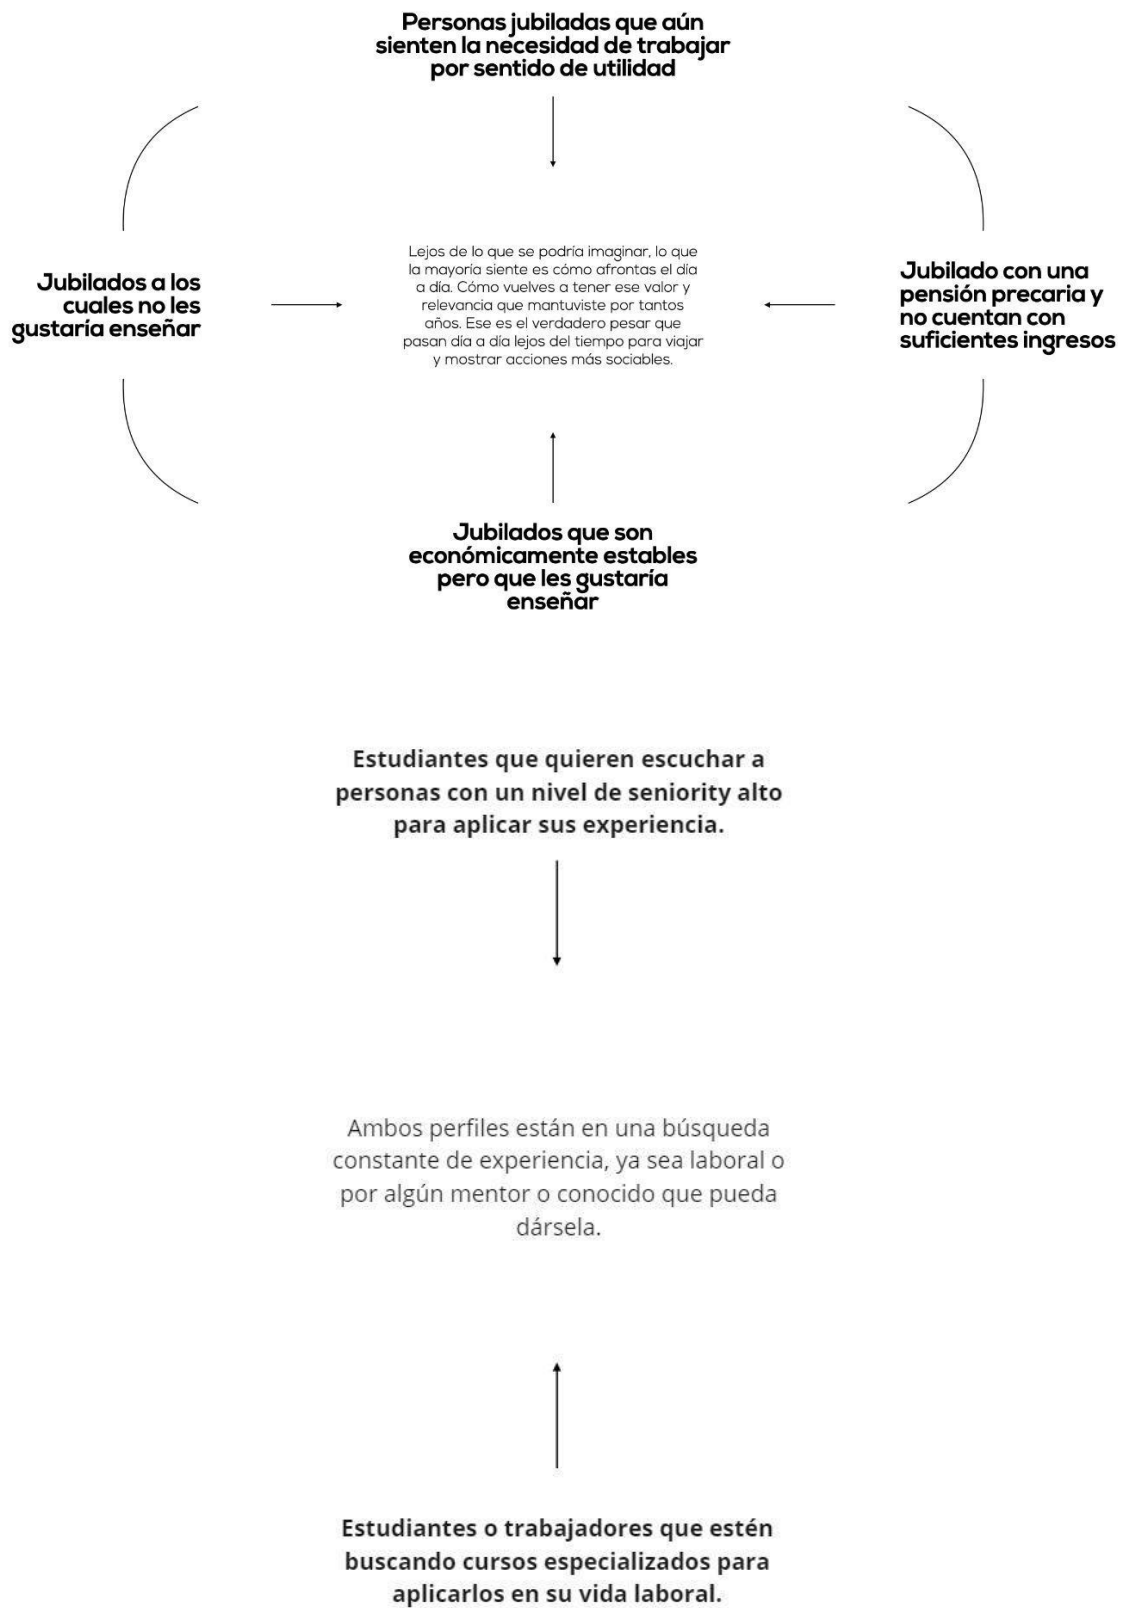 Personas jubiladas que aún
sienten la necesidad de trabajar
por sentido de utilidad
Jubilados a los
cuales no les
gustaría enseñar
Lejos de lo que se podría imaginar, lo que
la mayoría siente es cómo afrontas el día
a día. Cómo vuelves a tener ese valor y
relevancia que mantuviste por tantos
años. Ese es el verdadero pesar que
pasan día a día lejos del tiempo para viajar
y mostrar acciones más sociables.
Jubilado con una
pensión precaria y
no cuentan con
suficientes ingresos
Jubilados que son
económicamente estables
pero que les gustaría
enseñar
Estudiantes que quieren escuchar a
personas con un nivel de seniority alto
para aplicar sus experiencia.
Ambos perfiles están en una búsqueda
constante de experiencia, ya sea laboral o
por algún mentor o conocido que pueda
dársela.
Estudiantes o trabajadores que estén
buscando cursos especializados para
aplicarlos en su vida laboral.